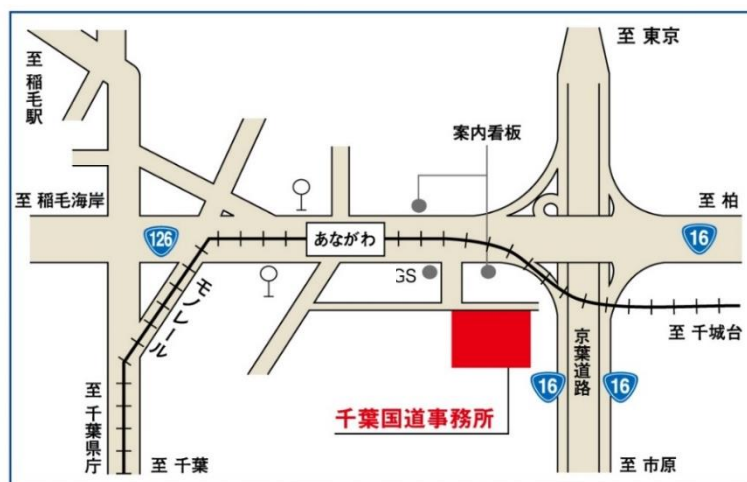 至 東京
至 稲毛駅
案内看板
至 稲毛海岸
至 柏
126
あながわ
16
GS
モノレール
至 千城台
京葉道路
16
16
至 千葉県庁
千葉国道事務所
至 千葉
至 市原